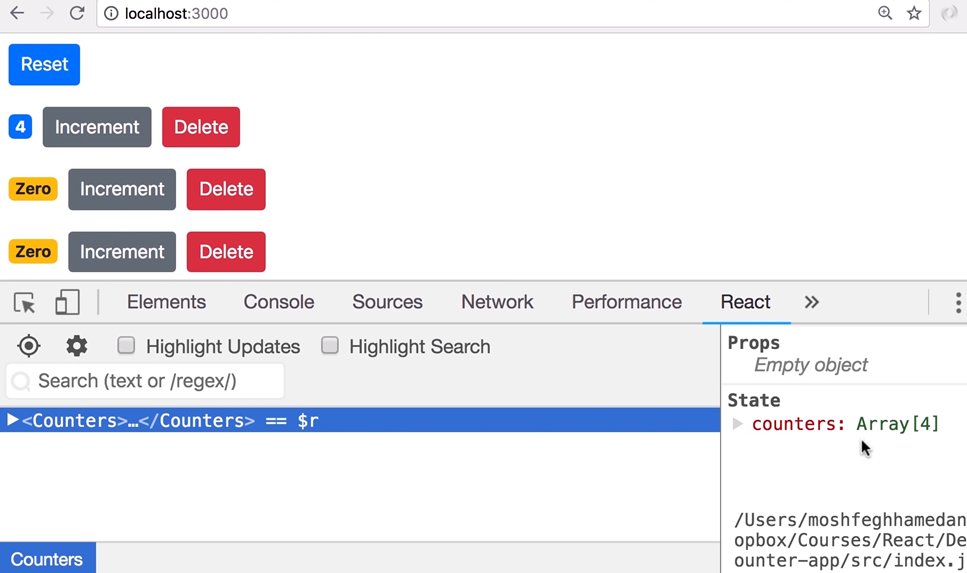 localhost:3000
Reset
4 Increment Delete
Zero Increment Delete
Zero Increment Delete
Elements Console Sources Network Performance React »
Highlight Updates Highlight Search
Search (text or /regex/)
<Counters>…</Counters> == $r
Counters
Props
Empty object
State
counters: Array[4]
/Users/moshfeghhamedan
opbox/Courses/React/De
ounter-app/src/index.j